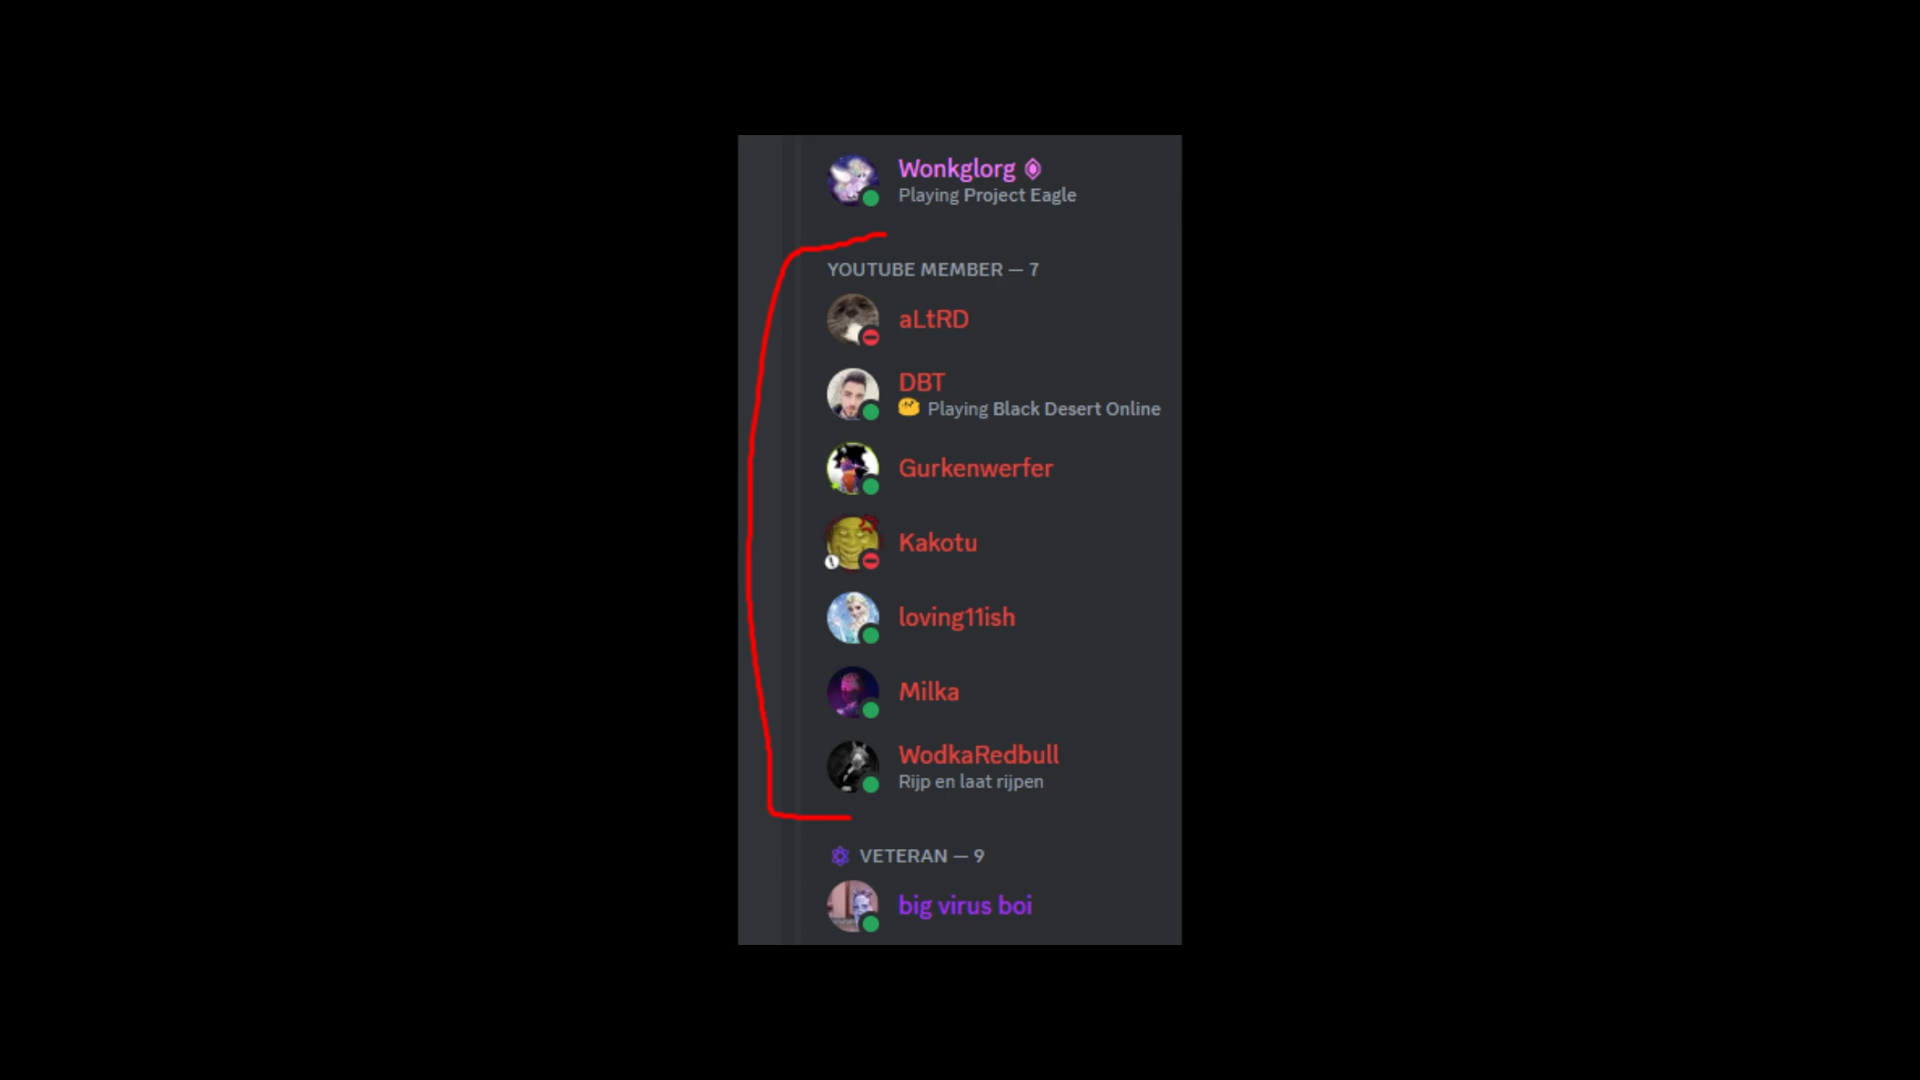 Wonkglorg
Playing Project Eagle
YOUTUBE MEMBER — 7
aLtRD
DBT
Playing Black Desert Online
Gurkenwerfer
Kakotu
loving11ish
Milka
WodkaRedbull
Rijp en laat rijpen
VETERAN — 9
big virus boi